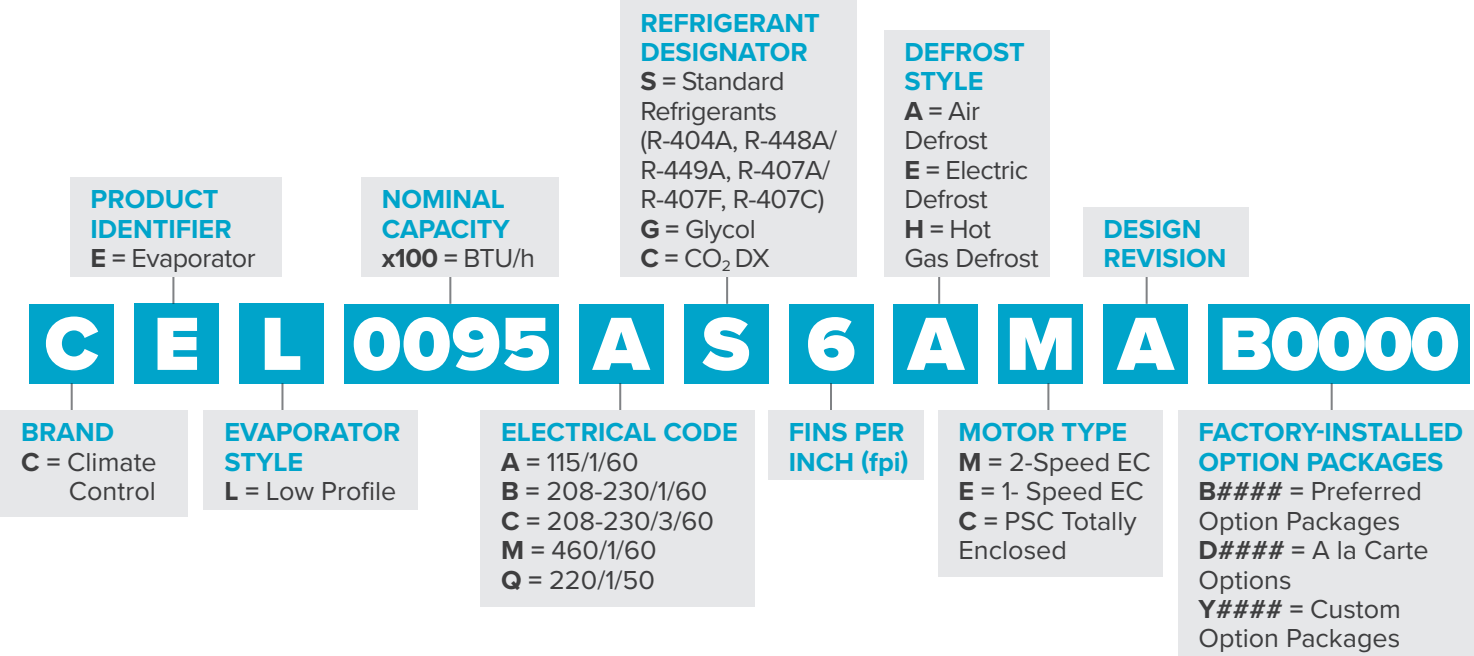 REFRIGERANT
DESIGNATOR
S = Standard
Refrigerants
(R-404A, R-448A/
R-449A, R-407A/
R-407F, R-407C)
G = Glycol
C = CO₂ DX
DEFROST
STYLE
A = Air
Defrost
E = Electric
Defrost
H = Hot
Gas Defrost
PRODUCT
IDENTIFIER
E = Evaporator
NOMINAL
CAPACITY
x100 = BTU/h
DESIGN
REVISION
C E L 0095 A S 6 A M A B0000
BRAND
C = Climate
Control
EVAPORATOR
STYLE
L = Low Profile
ELECTRICAL CODE
A = 115/1/60
B = 208-230/1/60
C = 208-230/3/60
M = 460/1/60
Q = 220/1/50
FINS PER
INCH (fpi)
MOTOR TYPE
M = 2-Speed EC
E = 1- Speed EC
C = PSC Totally
Enclosed
FACTORY-INSTALLED
OPTION PACKAGES
B#### = Preferred
Option Packages
D#### = A la Carte
Options
Y#### = Custom
Option Packages